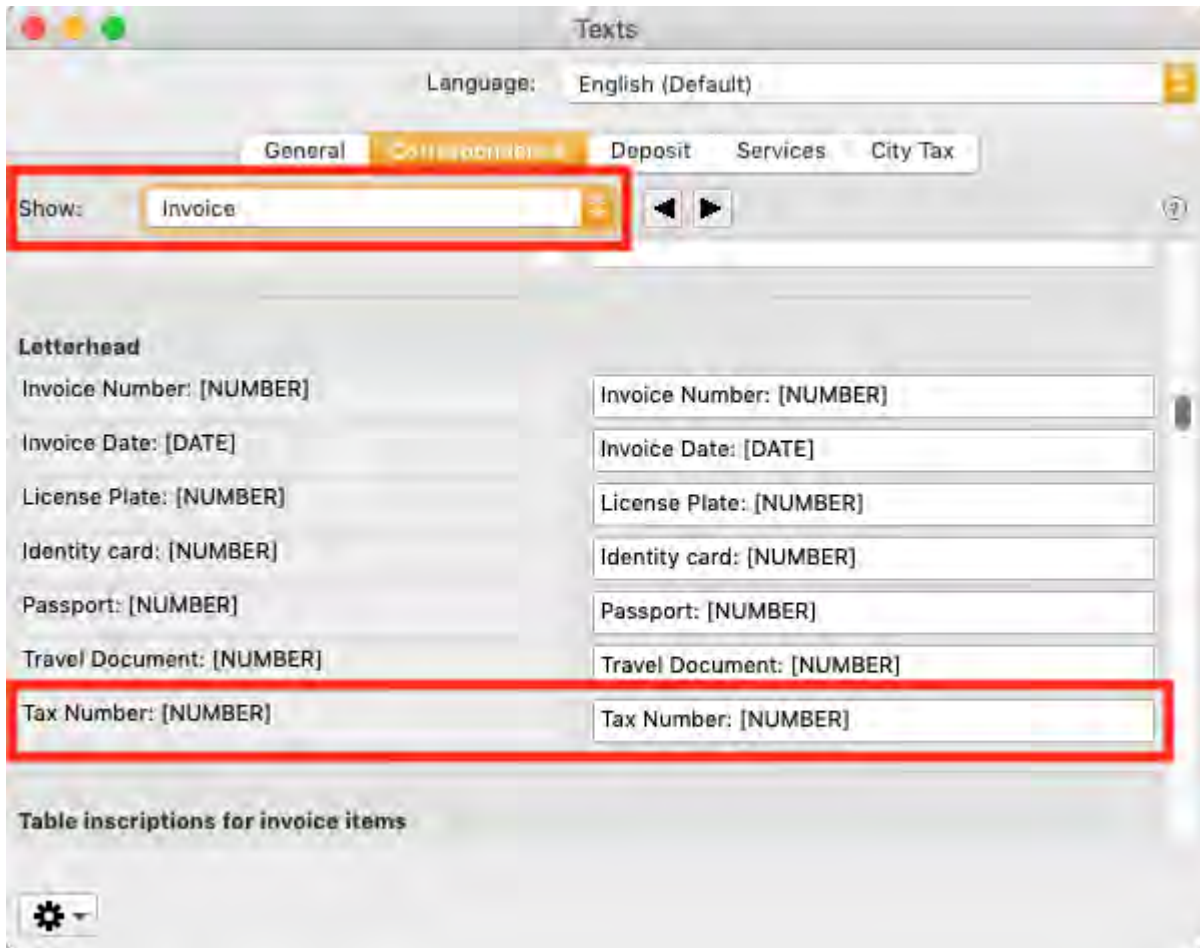 Texts
Language: English (Default)
General Correspondence Deposit Services City Tax
Show: Invoice
Letterhead
Invoice Number: [NUMBER] Invoice Number: [NUMBER]
Invoice Date: [DATE] Invoice Date: [DATE]
License Plate: [NUMBER] License Plate: [NUMBER]
Identity card: [NUMBER] Identity card: [NUMBER]
Passport: [NUMBER] Passport: [NUMBER]
Travel Document: [NUMBER] Travel Document: [NUMBER]
Tax Number: [NUMBER] Tax Number: [NUMBER]
Table inscriptions for invoice items